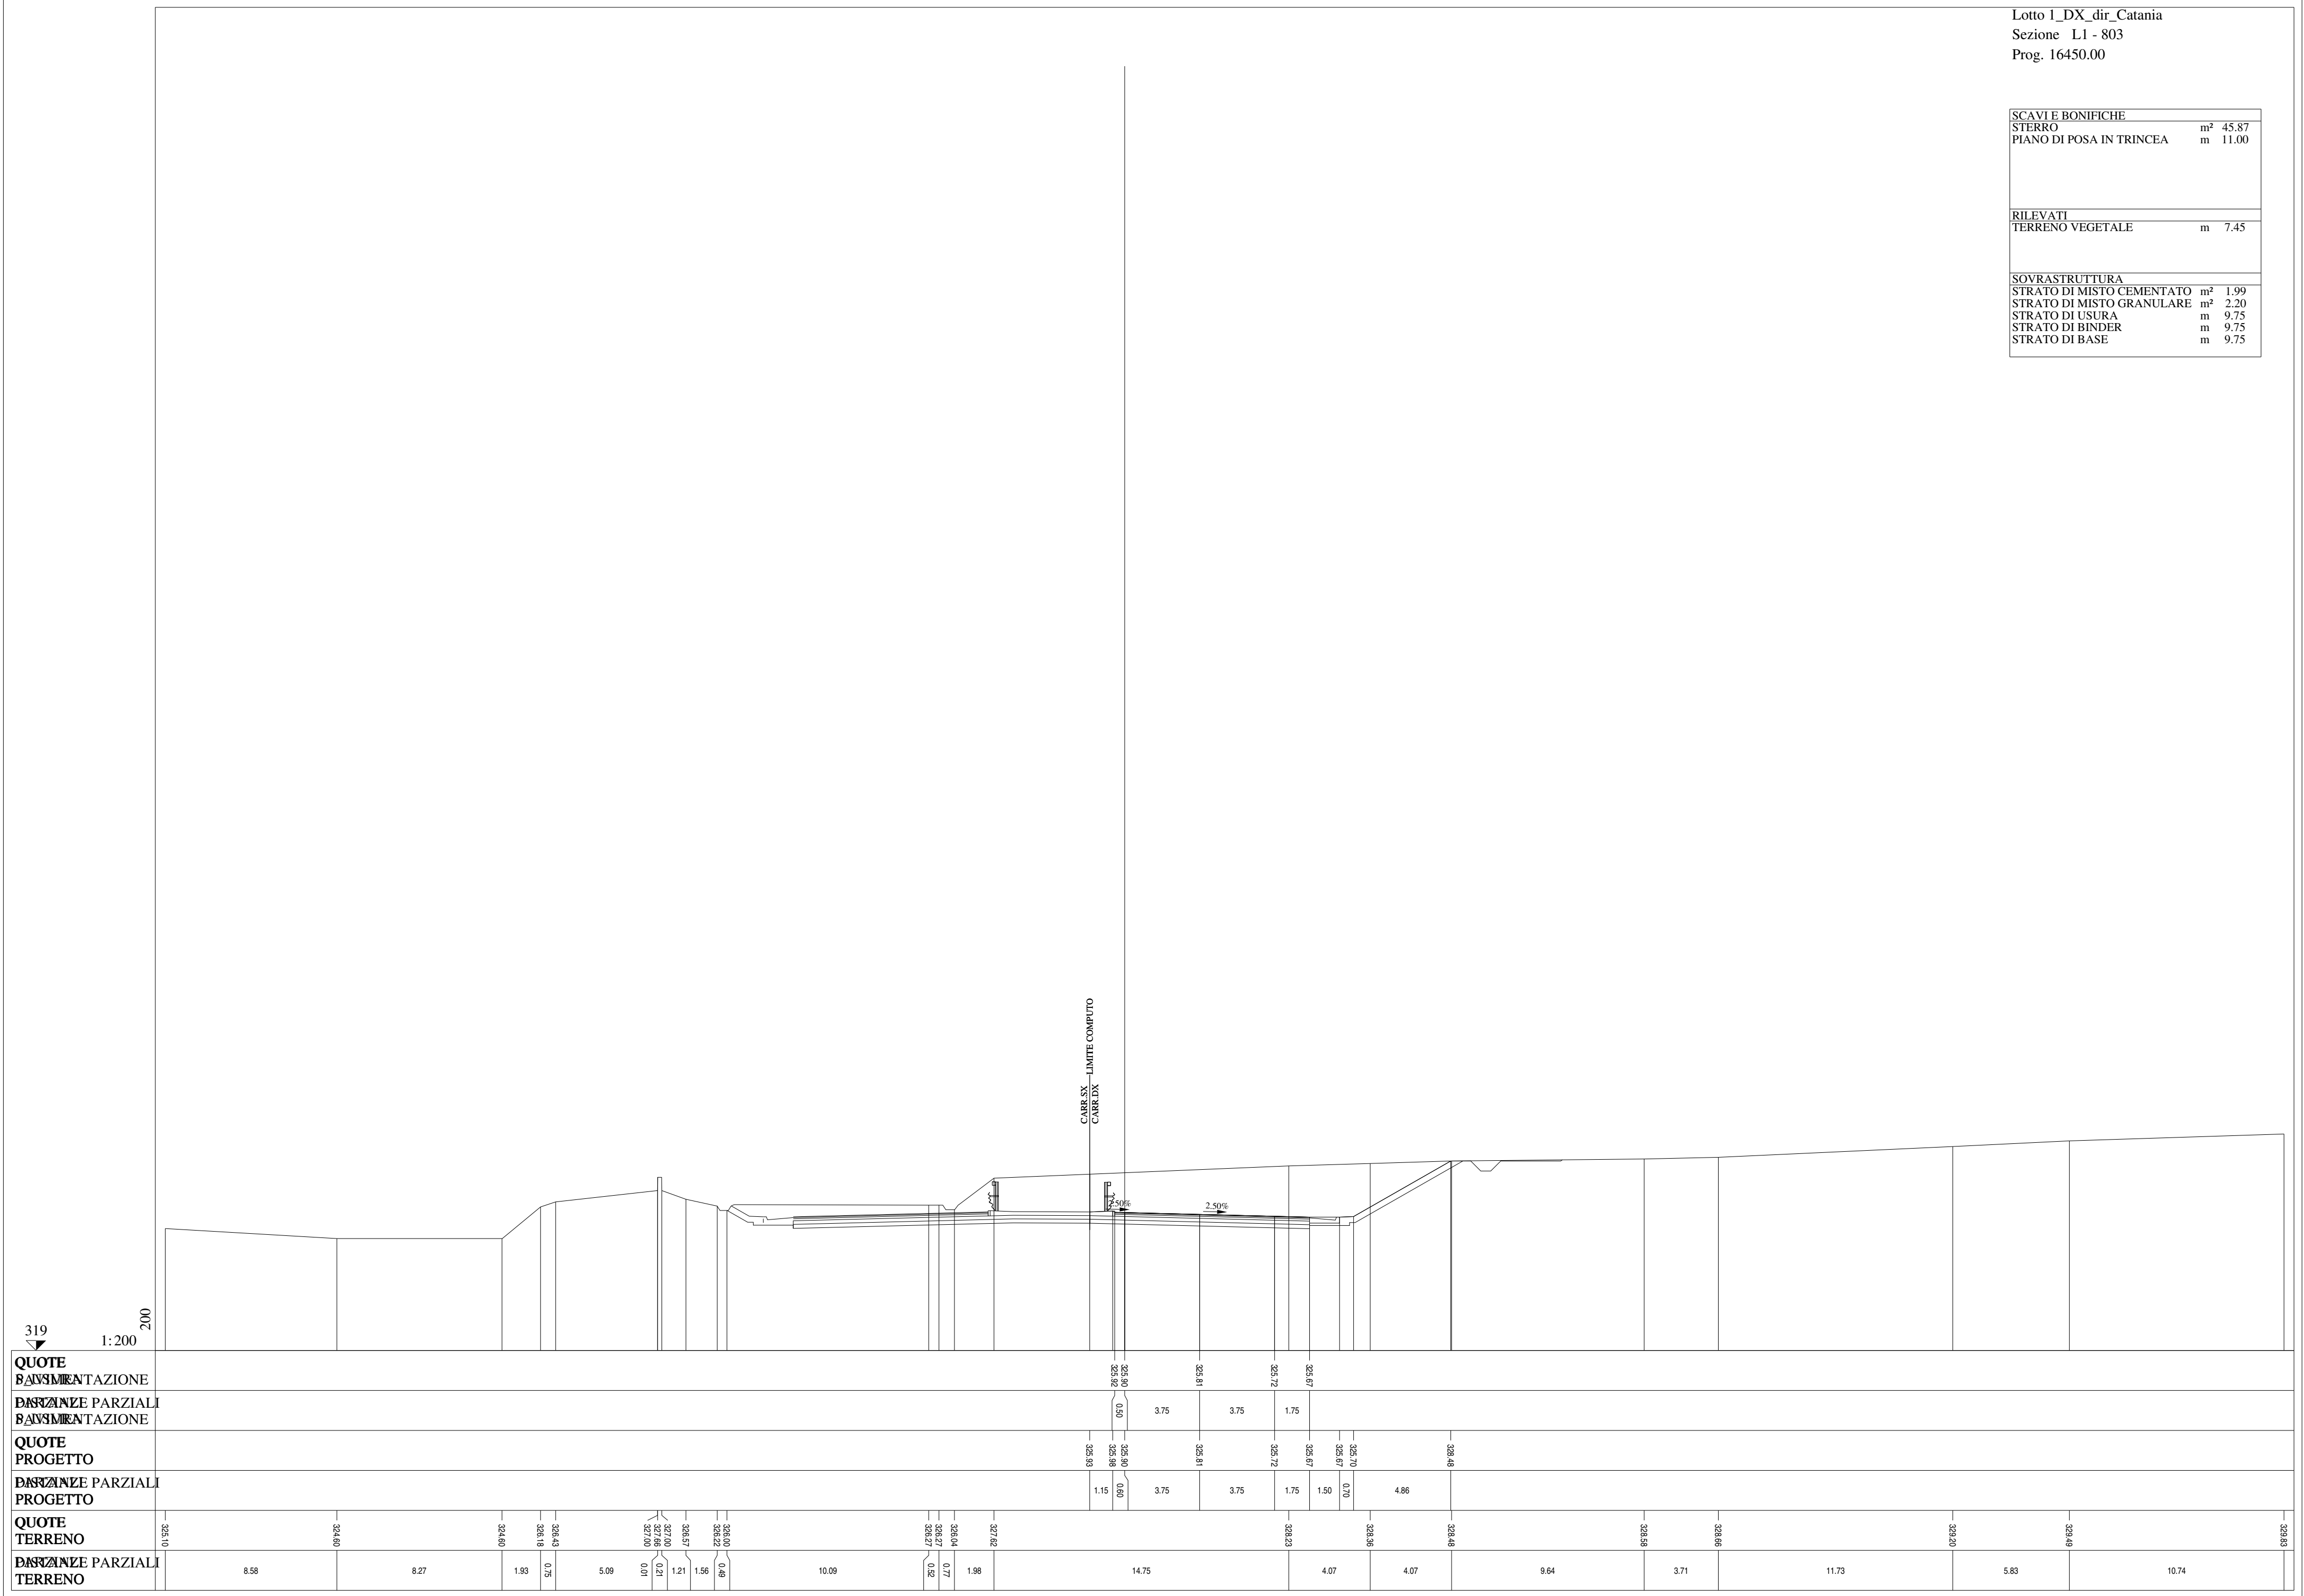 Lotto 1_DX_dir_Catania
Sezione L1 - 803
Prog. 16450.00
SCAVI E BONIFICHE
STERRO m² 45.87
PIANO DI POSA IN TRINCEA m 11.00
RILEVATI
TERRENO VEGETALE m 7.45
SOVRASTRUTTURA
STRATO DI MISTO CEMENTATO m² 1.99
STRATO DI MISTO GRANULARE m² 2.20
STRATO DI USURA m 9.75
STRATO DI BINDER m 9.75
STRATO DI BASE m 9.75
LIMITE COMPUTO
CARR.SX
CARR.DX
2.50%
2.50%
319
1:200
200
QUOTE
PAVIMENTAZIONE
325.92 325.90 325.81 325.72 325.67
PARZIALI
PAVIMENTAZIONE
0.50 3.75 3.75 1.75
QUOTE
PROGETTO
325.93 325.98 325.90 325.81 325.72 325.67 325.67 325.70 328.48
PARZIALI
PROGETTO
1.15 0.60 3.75 3.75 1.75 1.50 0.70 4.86
QUOTE
TERRENO
325.10 324.60 324.60 326.18 326.43 327.00 327.66 327.00 326.57 326.22 326.00 326.27 326.27 326.04 327.62 328.23 328.36 328.48 328.58 328.66 329.20 329.49 329.83
PARZIALI
TERRENO
8.58 8.27 1.93 0.75 5.09 0.01 0.21 1.21 1.56 0.49 10.09 0.52 0.77 1.98 14.75 4.07 4.07 9.64 3.71 11.73 5.83 10.74